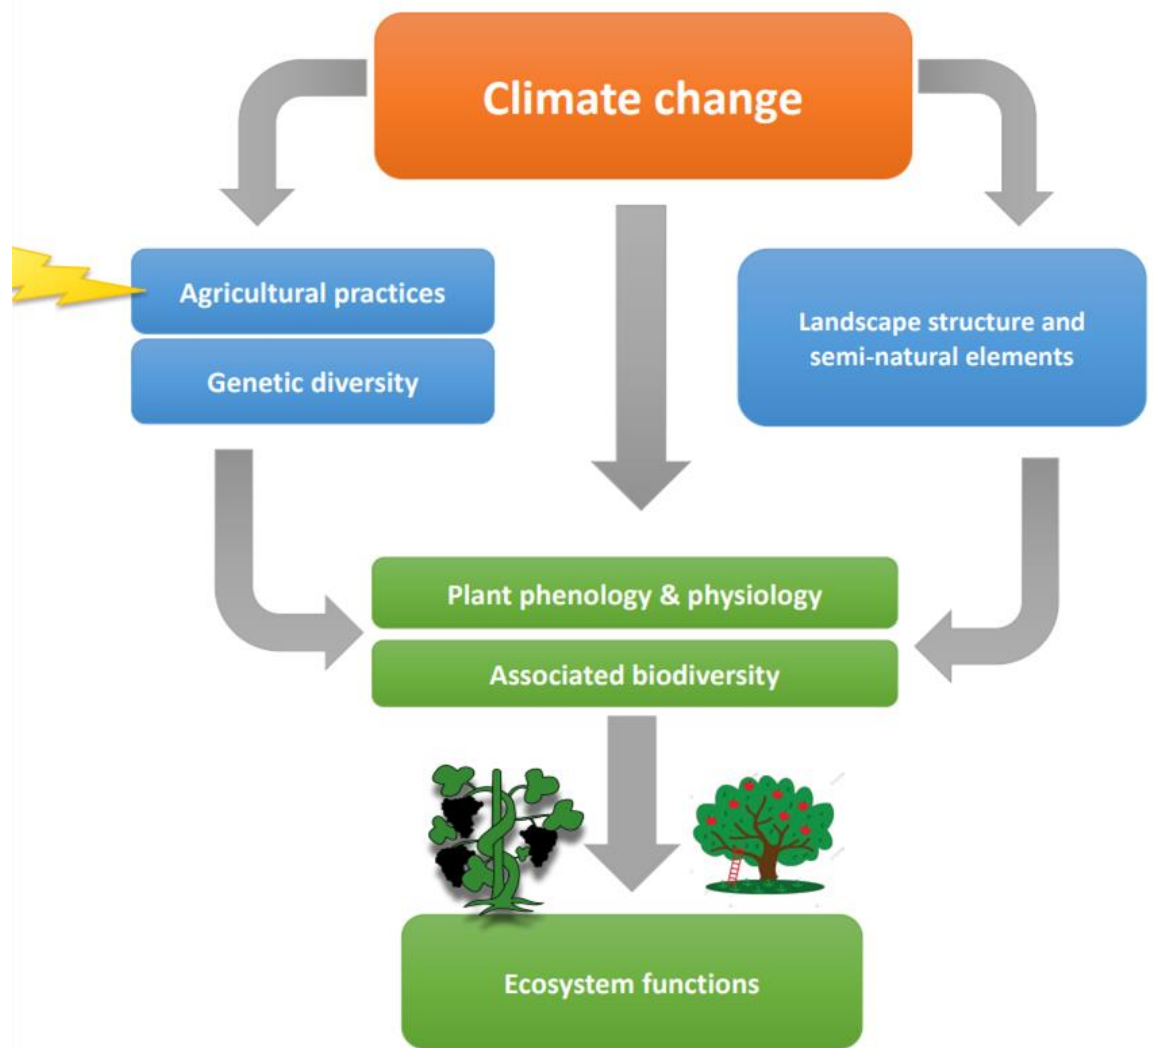 Climate change
Agricultural practices
Genetic diversity
Landscape structure and
semi-natural elements
Plant phenology & physiology
Associated biodiversity
Ecosystem functions